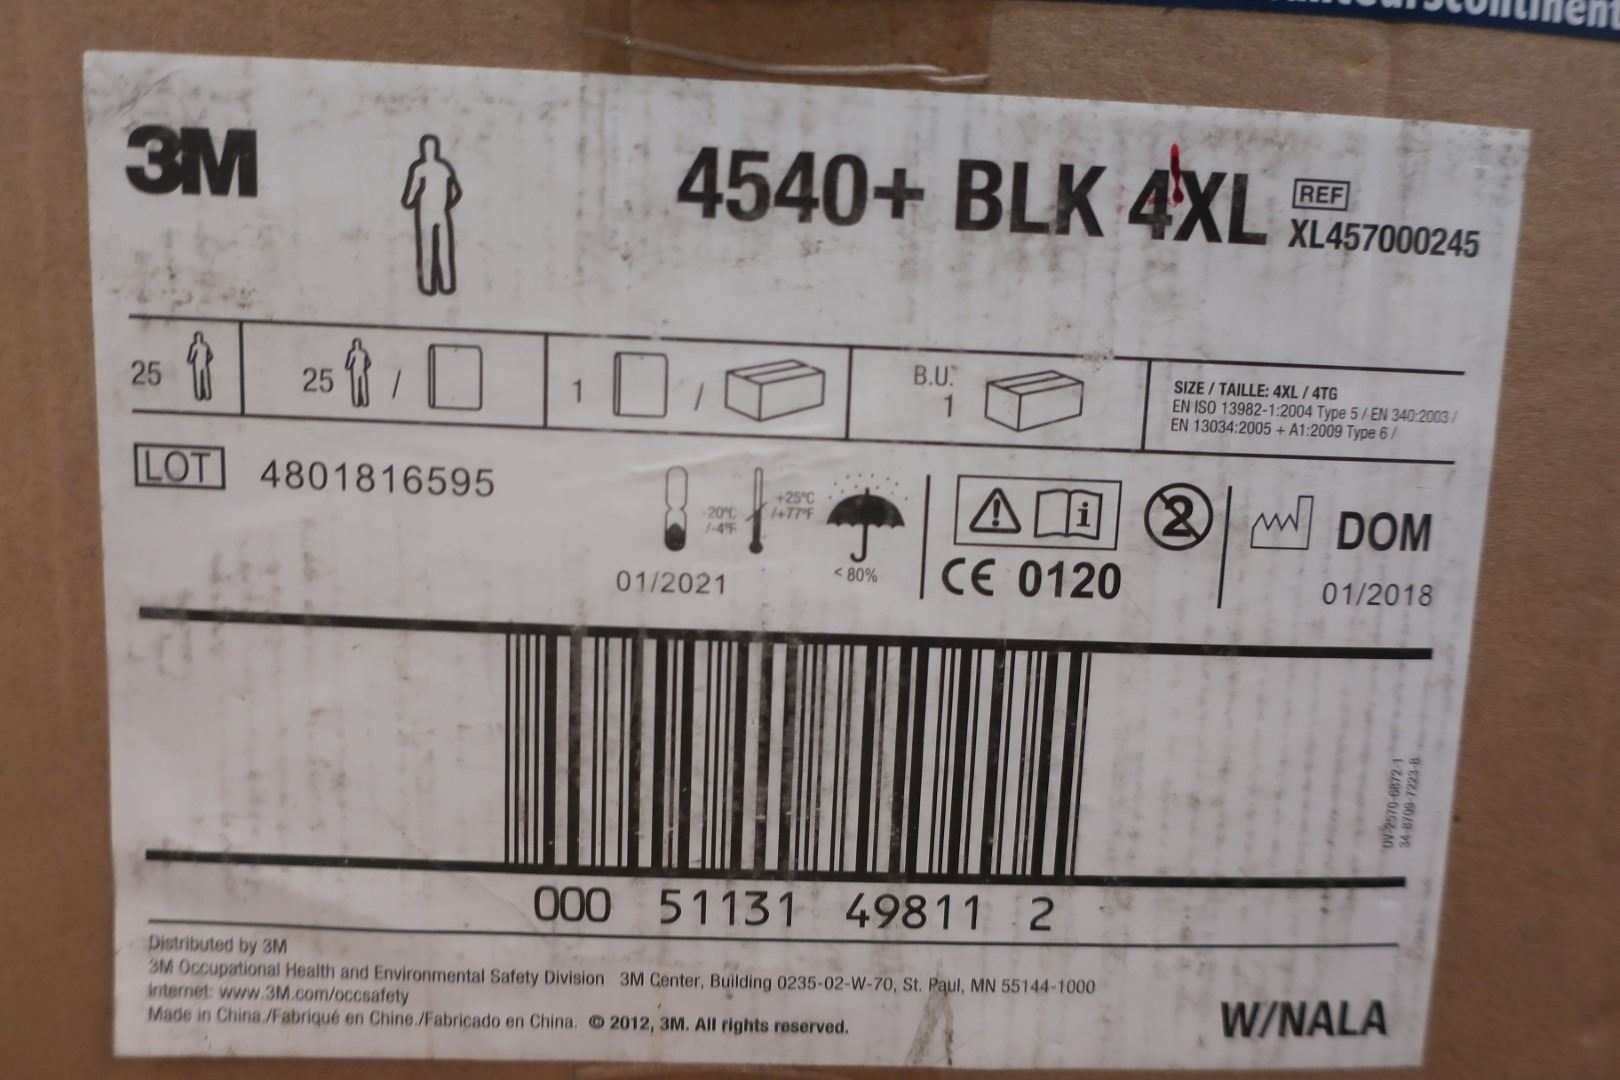 3M
4540+ BLK 4XL
REF
XL457000245
25
25 /
1 /
B.U.
1
SIZE / TAILLE: 4XL / 4TG
EN ISO 13982-1:2004 Type 5 / EN 340:2003 /
EN 13034:2005 + A1:2009 Type 6 /
LOT 4801816595
-20°C
/-4°F
+25°C
/+77°F
< 80%
01/2021
i
2
CE 0120
DOM
01/2018
000 51131 49811 2
34-8709-7223-8
Distributed by 3M
3M Occupational Health and Environmental Safety Division 3M Center, Building 0235-02-W-70, St. Paul, MN 55144-1000
Internet: www.3M.com/occsafety
Made in China./Fabriqué en Chine./Fabricado en China. © 2012, 3M. All rights reserved.
W/NALA